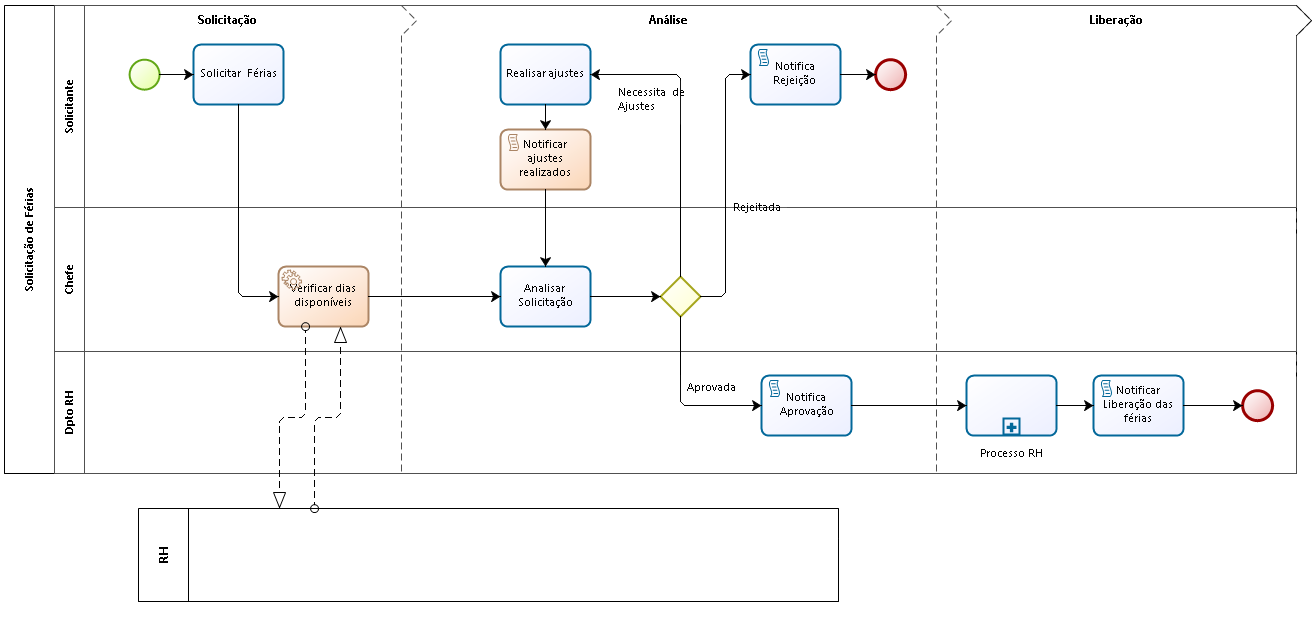 Solicitação
Análise
Liberação
Solicitação de Férias
Solicitante
Solicitar Férias
Realisar ajustes
Necessita de
Ajustes
Notifica
Rejeição
Notificar
ajustes
realizados
Rejeitada
Chefe
Verificar dias
disponíveis
Analisar
Solicitação
Dpto RH
Aprovada
Notifica
Aprovação
Processo RH
Notificar
Liberação das
férias
RH